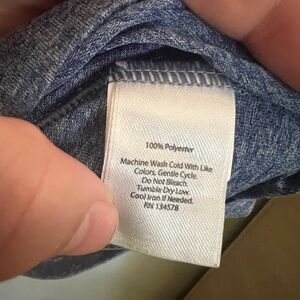 100% Polyester
Machine Wash Cold With Like
Colors, Gentle Cycle.
Do Not Bleach.
Tumble Dry Low.
Cool Iron If Needed.
RN 134578